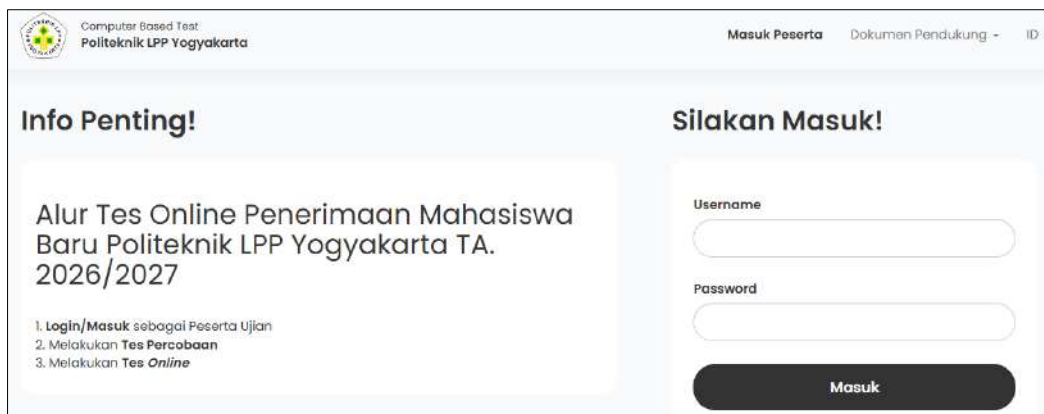 Computer Based Test
Politeknik LPP Yogyakarta
Masuk Peserta
Dokumen Pendukung
ID
Info Penting!
Silakan Masuk!
Alur Tes Online Penerimaan Mahasiswa
Baru Politeknik LPP Yogyakarta TA.
2026/2027
1. Login/Masuk sebagai Peserta Ujian
2. Melakukan Tes Percobaan
3. Melakukan Tes Online
Username
Password
Masuk